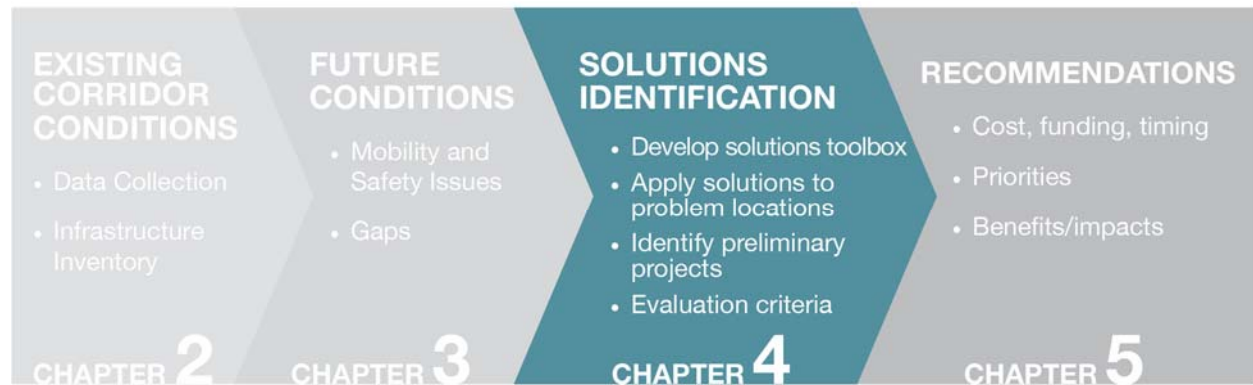 EXISTING
CORRIDOR
CONDITIONS
• Data Collection
• Infrastructure
Inventory
CHAPTER 2
FUTURE
CONDITIONS
• Mobility and
Safety Issues
• Gaps
CHAPTER 3
SOLUTIONS
IDENTIFICATION
• Develop solutions toolbox
• Apply solutions to
problem locations
• Identify preliminary
projects
• Evaluation criteria
CHAPTER 4
RECOMMENDATIONS
• Cost, funding, timing
• Priorities
• Benefits/impacts
CHAPTER 5